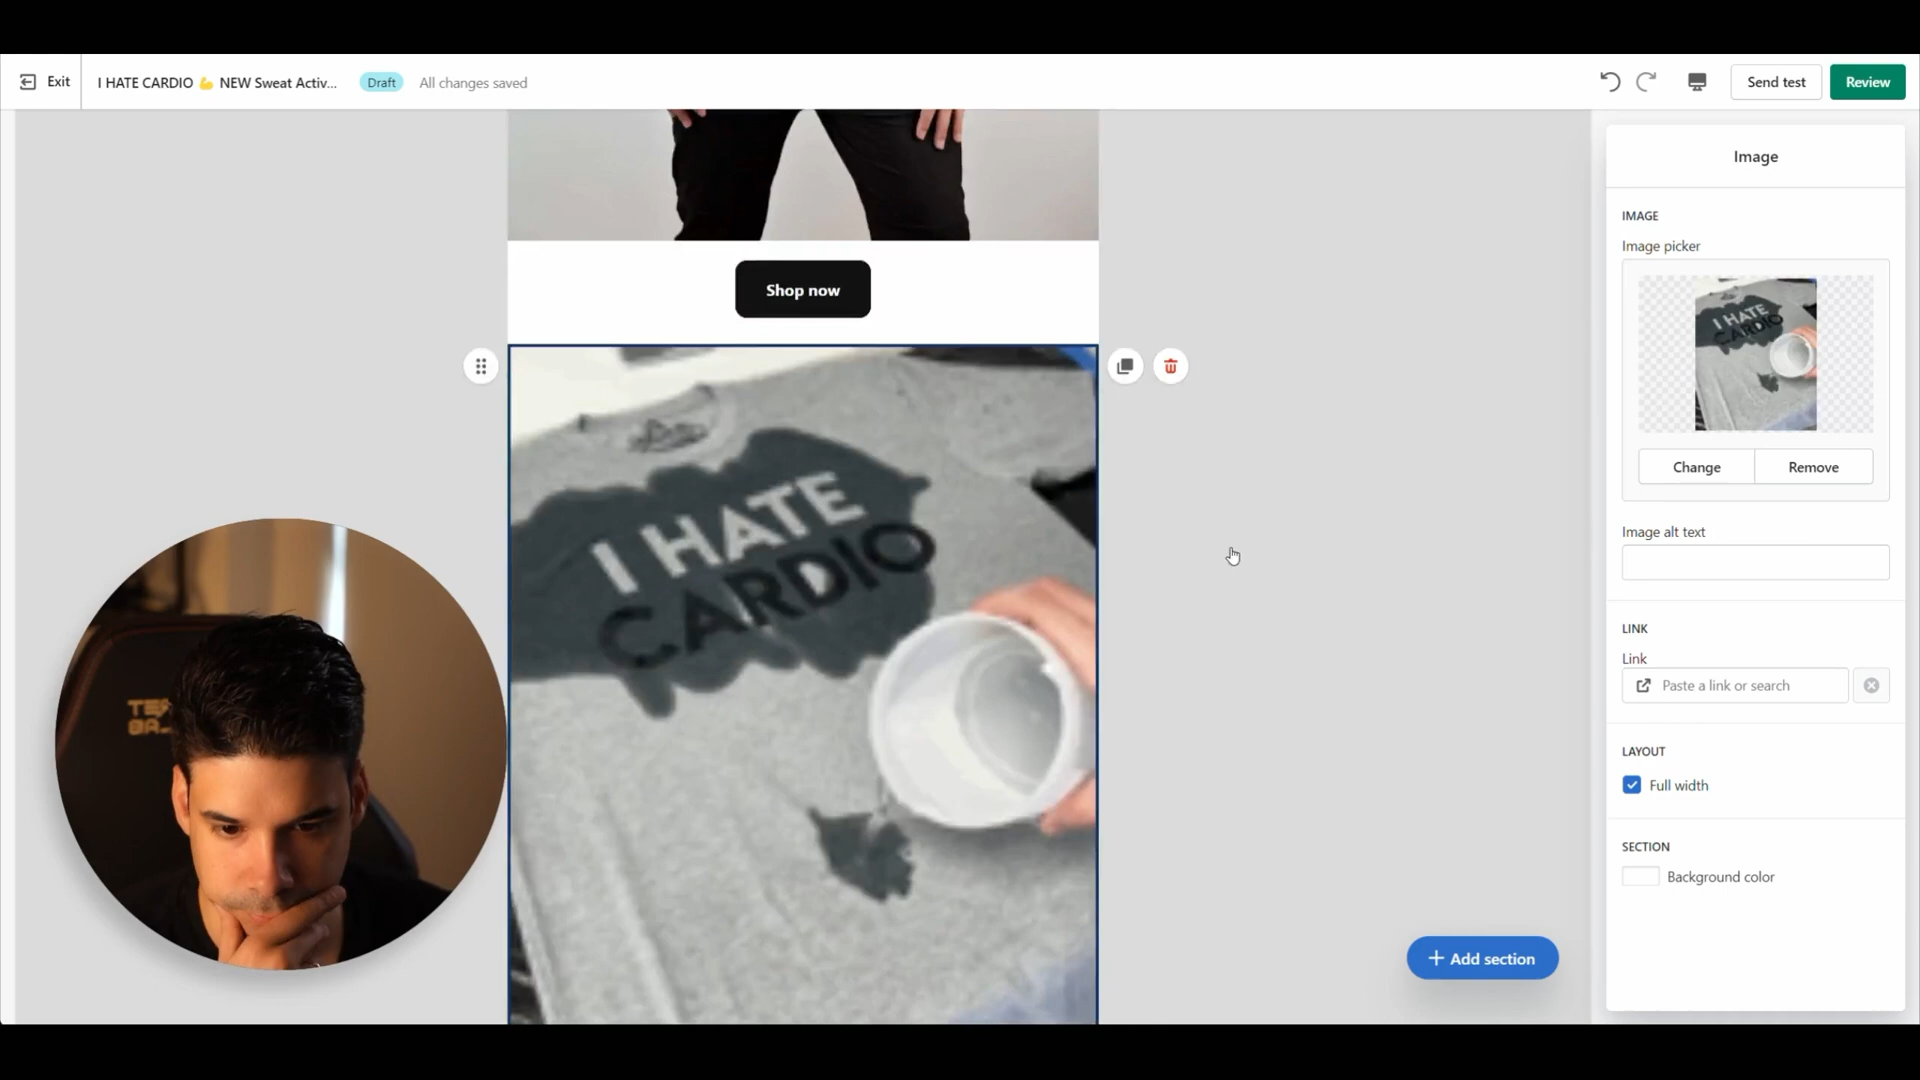 Exit
I HATE CARDIO 💪 NEW Sweat Activ...
Draft
All changes saved
Send test
Review
Shop now
I HATE
CARDIO
Image
IMAGE
Image picker
I HATE
CARDIO
Change
Remove
Image alt text
LINK
Link
Paste a link or search
LAYOUT
Full width
SECTION
Background color
+ Add section